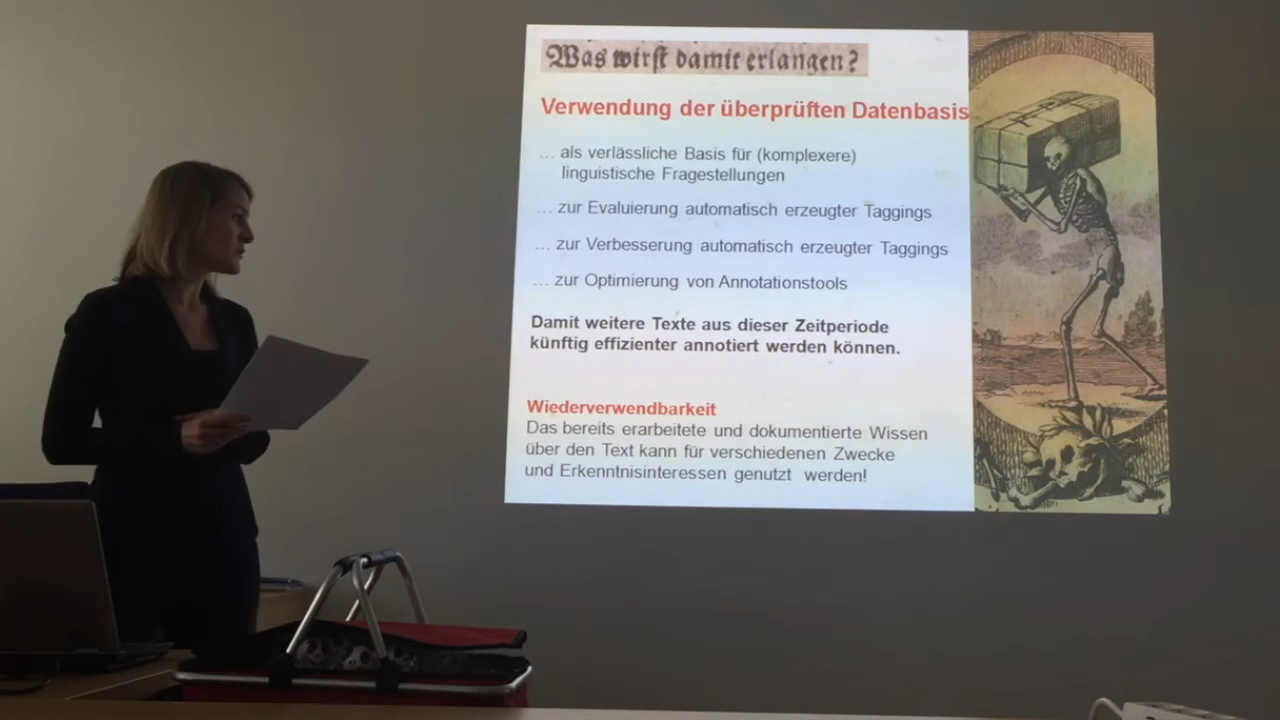 Was wirst damit erlangen?
Verwendung der überprüften Datenbasis
... als verlässliche Basis für (komplexere)
linguistische Fragestellungen
... zur Evaluierung automatisch erzeugter Taggings
... zur Verbesserung automatisch erzeugter Taggings
... zur Optimierung von Annotationstools
Damit weitere Texte aus dieser Zeitperiode
künftig effizienter annotiert werden können.
Wiederverwendbarkeit
Das bereits erarbeitete und dokumentierte Wissen
über den Text kann für verschiedenen Zwecke
und Erkenntnisinteressen genutzt werden!